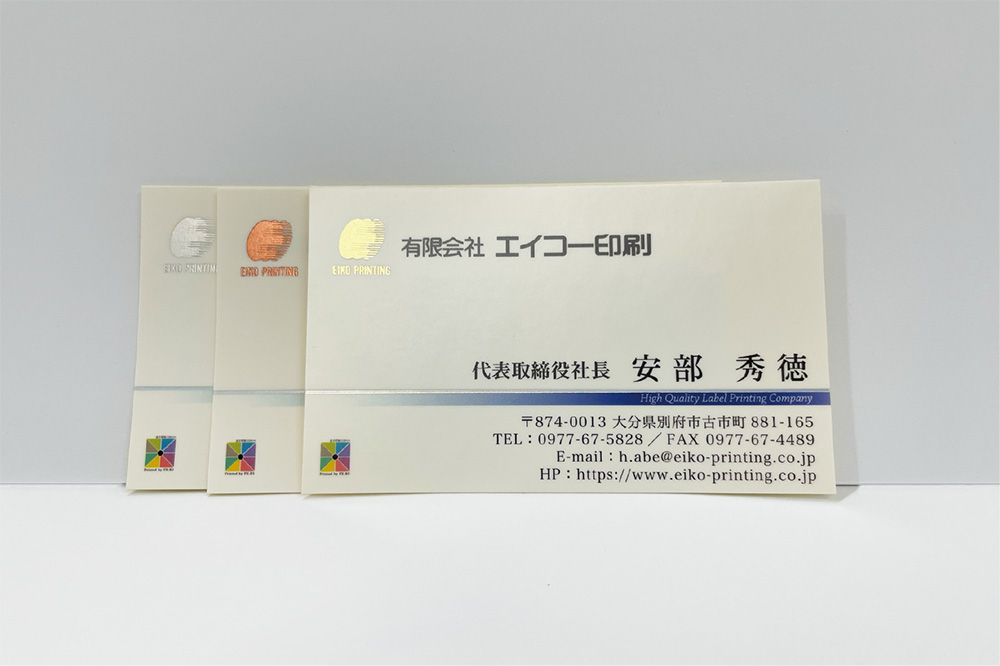 EIKO PRINTING
EIKO PRINTING
EIKO PRINTING
有限会社 エイコー印刷
代表取締役社長 安部 秀徳
High Quality Label Printing Company
〒874-0013 大分県別府市古市町 881-165
TEL：0977-67-5828 ／ FAX 0977-67-4489
E-mail：h.abe@eiko-printing.co.jp
HP：https://www.eiko-printing.co.jp